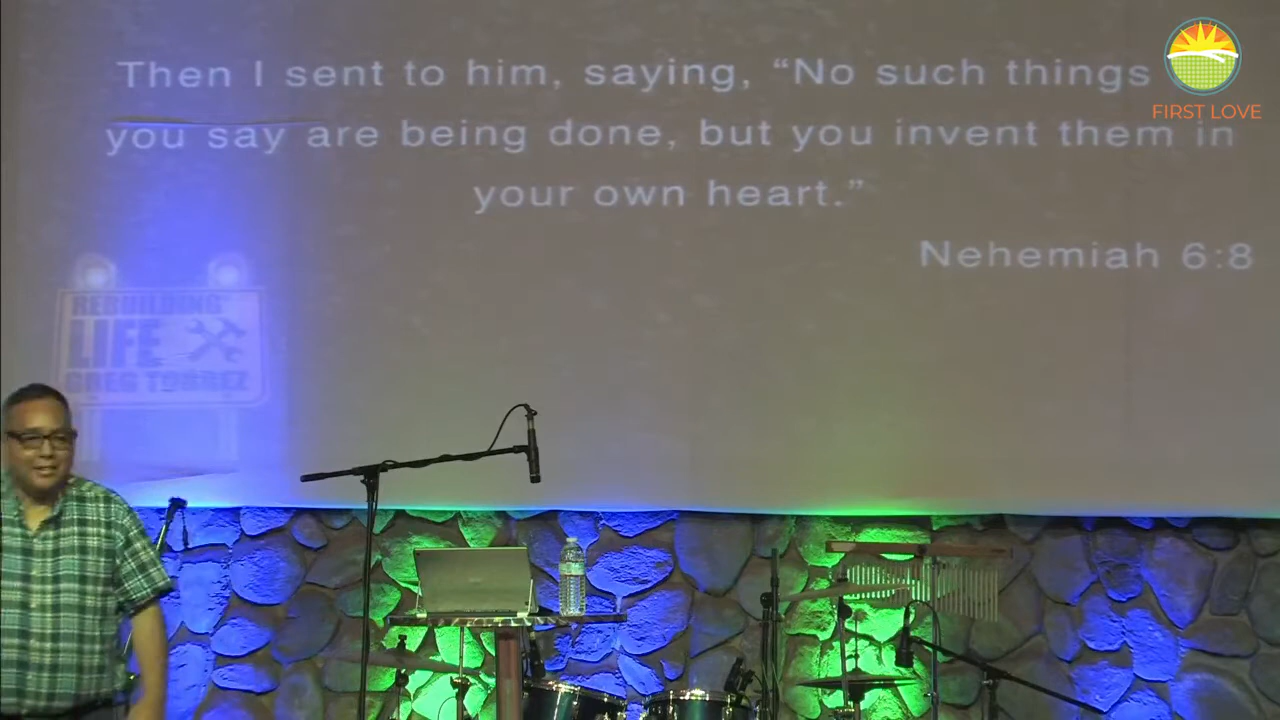 Then I sent to him, saying, “No such things
you say are being done, but you invent them in
your own heart.”
Nehemiah 6:8
FIRST LOVE
REBUILDING
LIFE
GREG TORREZ